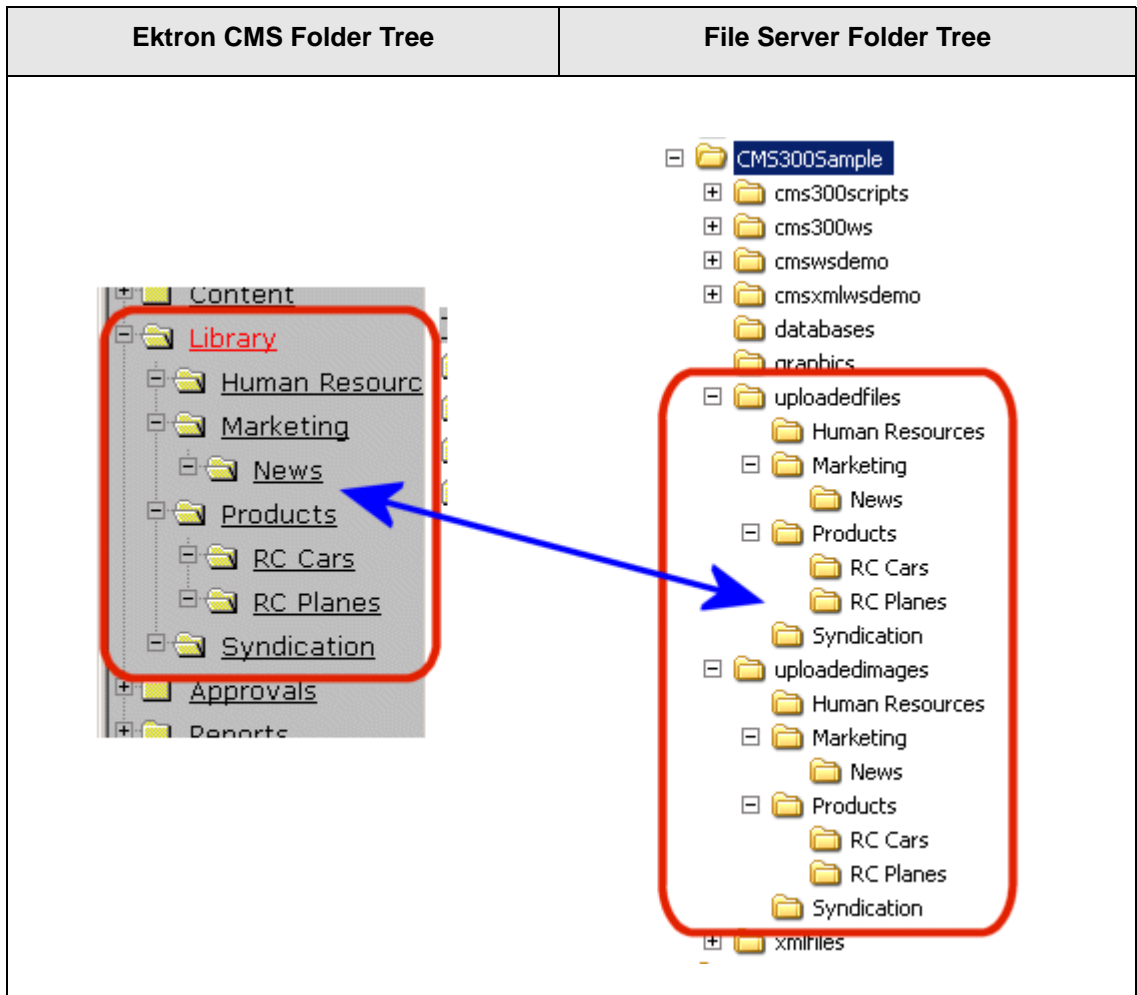 Ektron CMS Folder Tree
File Server Folder Tree
Content
Library
Human Resourc
Marketing
News
Products
RC Cars
RC Planes
Syndication
Approvals
Reports
CMS300Sample
cms300scripts
cms300ws
cmswsdemo
cmsxmlwsdemo
databases
graphics
uploadedfiles
Human Resources
Marketing
News
Products
RC Cars
RC Planes
Syndication
uploadedimages
Human Resources
Marketing
News
Products
RC Cars
RC Planes
Syndication
xmlfiles